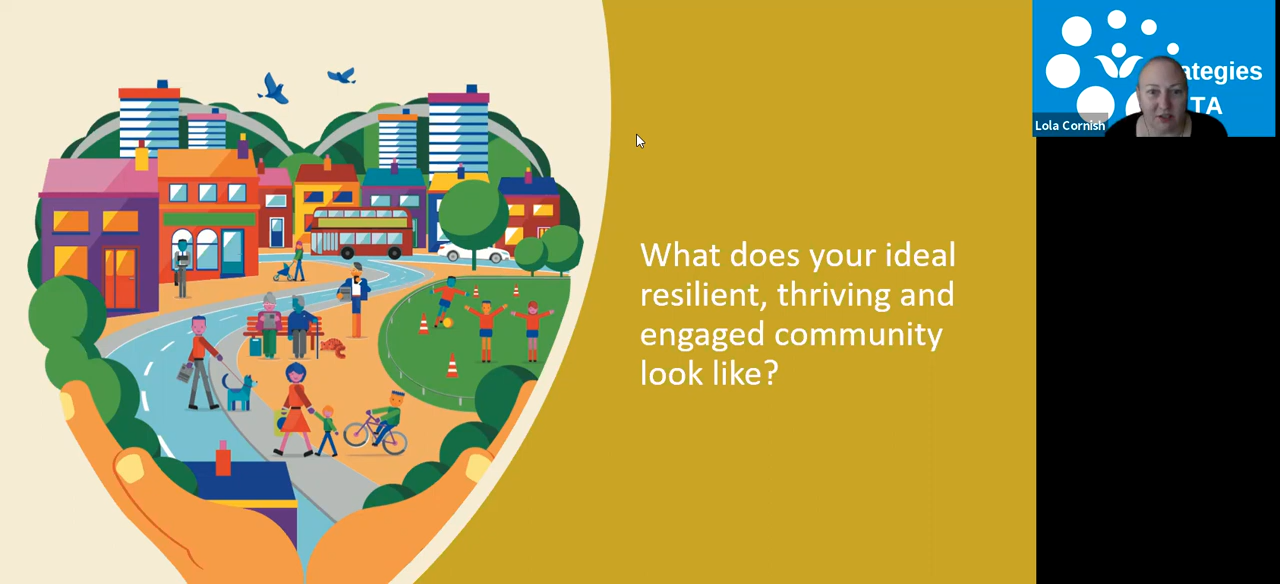 What does your ideal
resilient, thriving and
engaged community
look like?
ategies
TA
Lola Cornish